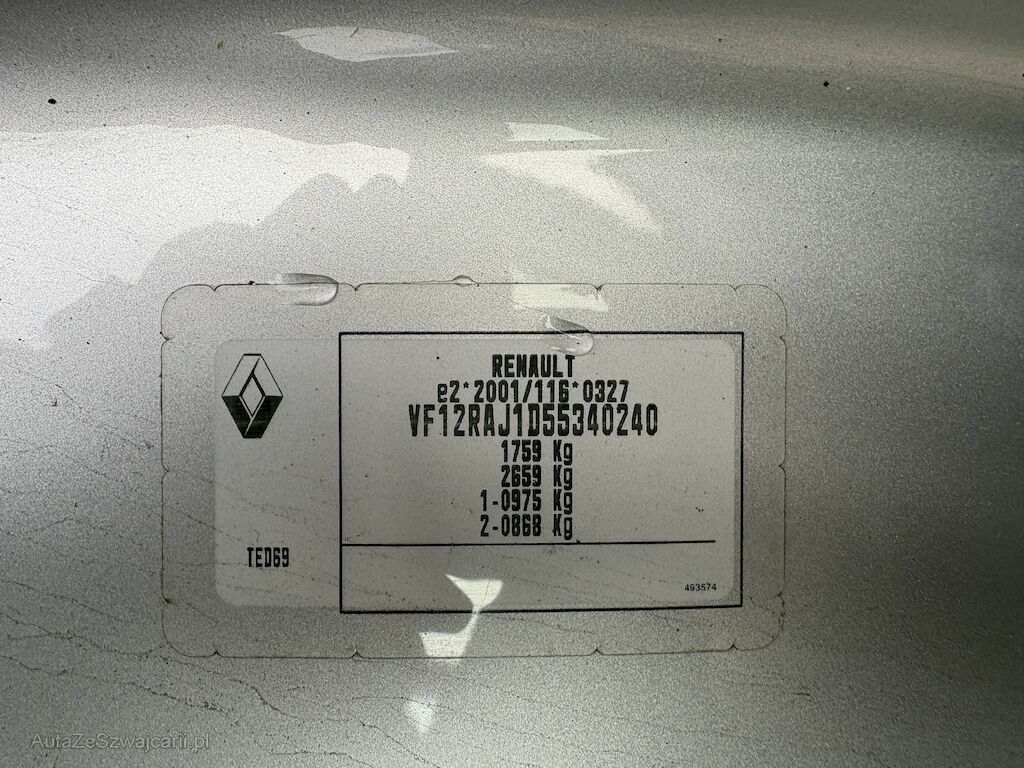 RENAULT
e2*2001/116*0327
VF12RAJ1D55340240
1759 Kg
2659 Kg
1-0975 Kg
2-0868 Kg
TED69
493574
AutaZeSzwajcarii.pl